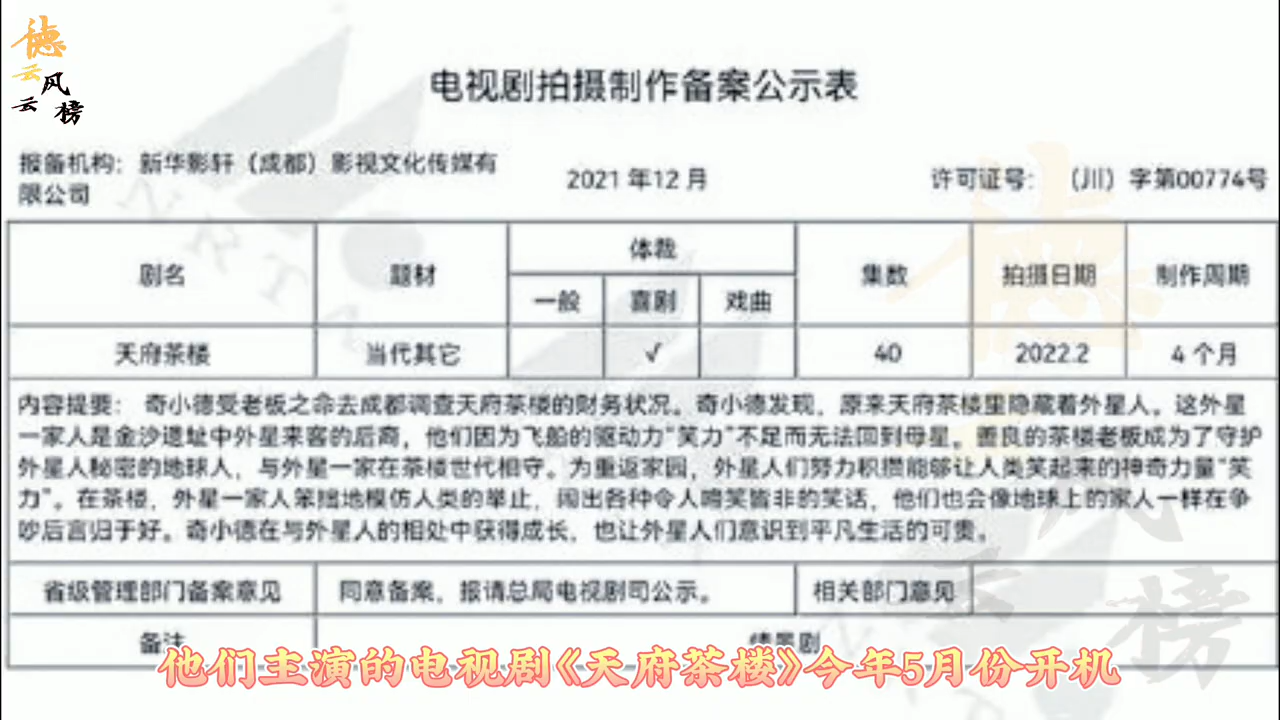 德
云风
云榜
电视剧拍摄制作备案公示表
报备机构：新华影轩（成都）影视文化传媒有
限公司
2021 年12 月
许可证号：（川）字第00774号
剧名
题材
体裁
一般
喜剧
戏曲
集数
拍摄日期
制作周期
天府茶楼
当代其它
√
40
2022.2
4 个月
内容提要： 奇小德受老板之命去成都调查天府茶楼的财务状况。奇小德发现，原来天府茶楼里隐藏着外星人。这外星
一家人是金沙遗址中外星来客的后裔，他们因为飞船的驱动力“笑力”不足而无法回到母星。善良的茶楼老板成为了守护
外星人秘密的地球人，与外星一家在茶楼世代相守。为重返家园，外星人们努力积攒能够让人类笑起来的神奇力量“笑
力”。在茶楼，外星一家人笨拙地模仿人类的举止，闹出各种令人啼笑皆非的笑话，他们也会像地球上的家人一样在争
吵后言归于好。奇小德在与外星人的相处中获得成长，也让外星人们意识到平凡生活的可贵。
省级管理部门备案意见
同意备案，报请总局电视剧司公示。
相关部门意见
备注
情景剧
他们主演的电视剧《天府茶楼》今年5月份开机